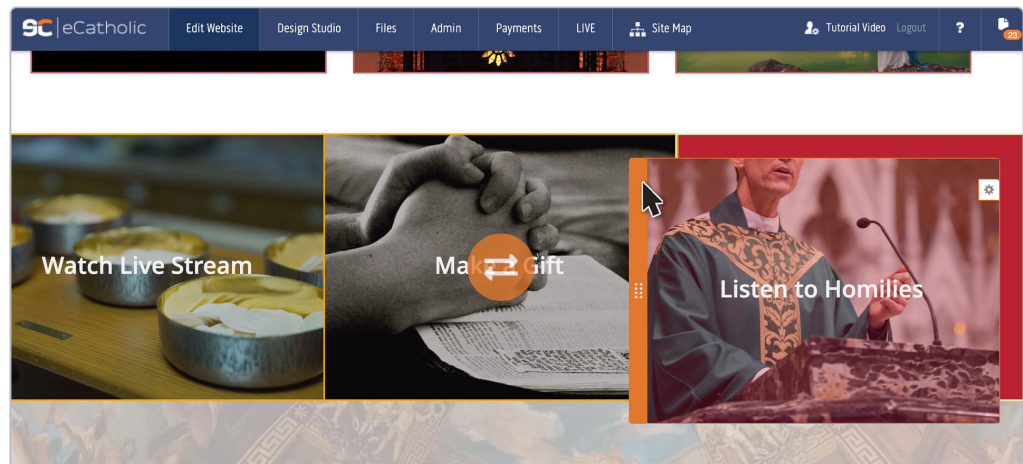 SC eCatholic
Edit Website
Design Studio
Files
Admin
Payments
LIVE
Site Map
Tutorial Video
Logout
?
23
Watch Live Stream
Gift
Listen to Homilies